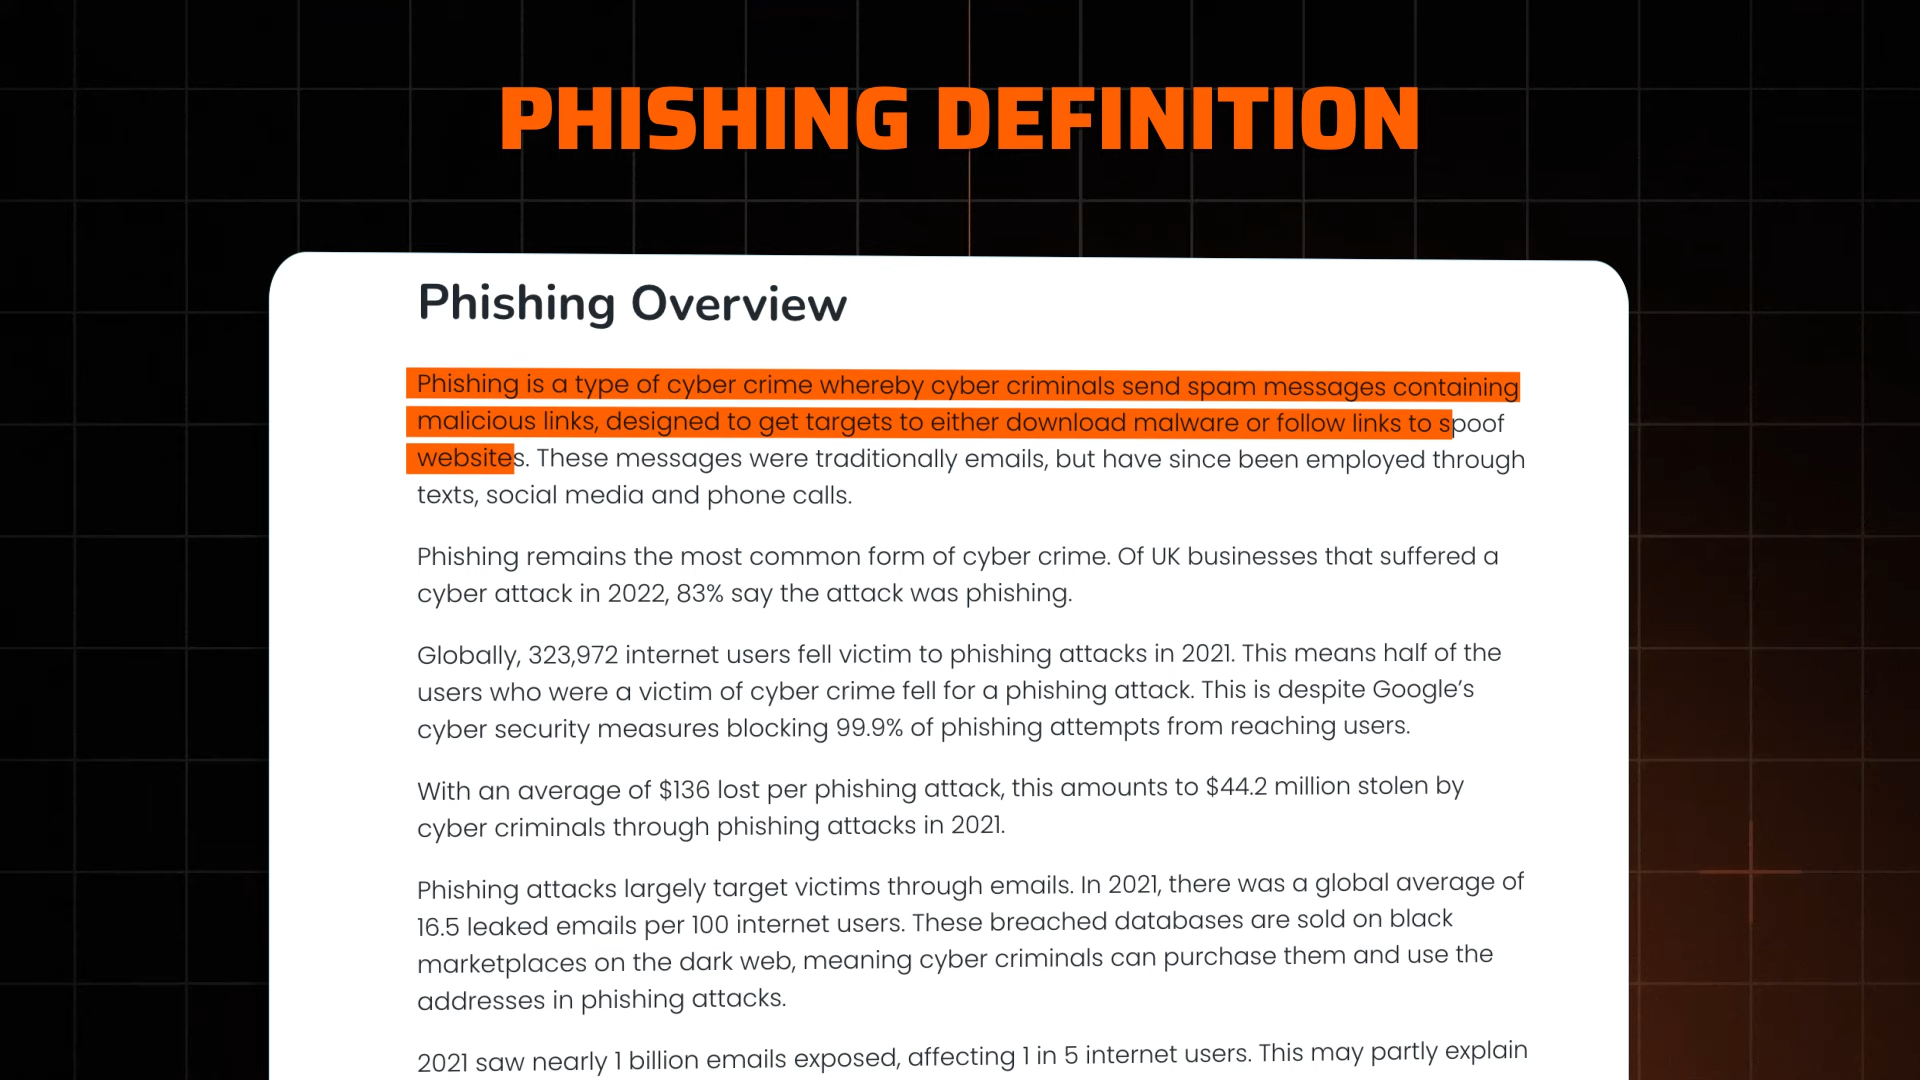 PHISHING DEFINITION
Phishing Overview
Phishing is a type of cyber crime whereby cyber criminals send spam messages containing
malicious links, designed to get targets to either download malware or follow links to spoof
websites. These messages were traditionally emails, but have since been employed through
texts, social media and phone calls.
Phishing remains the most common form of cyber crime. Of UK businesses that suffered a
cyber attack in 2022, 83% say the attack was phishing.
Globally, 323,972 internet users fell victim to phishing attacks in 2021. This means half of the
users who were a victim of cyber crime fell for a phishing attack. This is despite Google’s
cyber security measures blocking 99.9% of phishing attempts from reaching users.
With an average of $136 lost per phishing attack, this amounts to $44.2 million stolen by
cyber criminals through phishing attacks in 2021.
Phishing attacks largely target victims through emails. In 2021, there was a global average of
16.5 leaked emails per 100 internet users. These breached databases are sold on black
marketplaces on the dark web, meaning cyber criminals can purchase them and use the
addresses in phishing attacks.
2021 saw nearly 1 billion emails exposed, affecting 1 in 5 internet users. This may partly explain